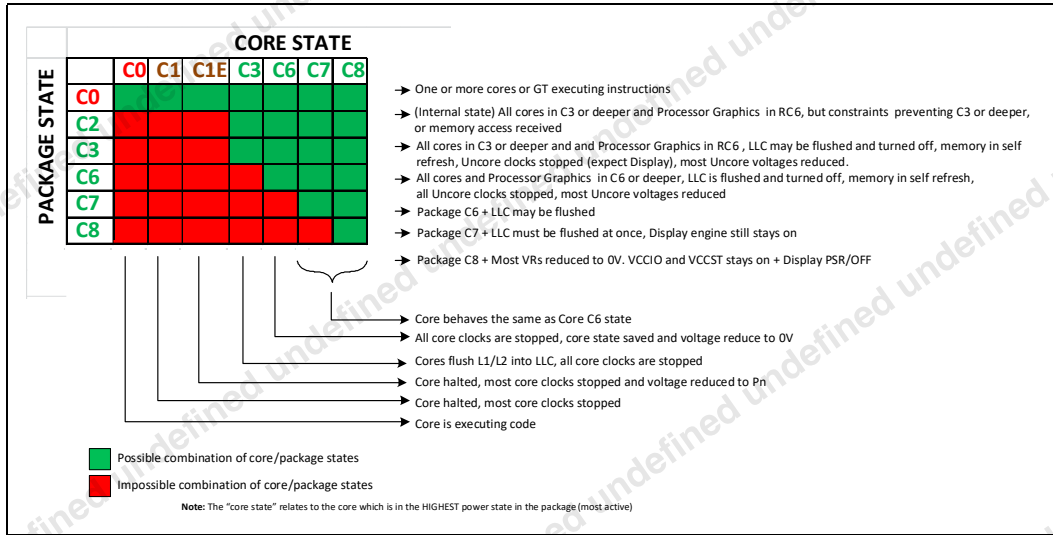 CORE STATE
PACKAGE STATE
C0 C1 C1E C3 C6 C7 C8
C0
C2
C3
C6
C7
C8
One or more cores or GT executing instructions
(Internal state) All cores in C3 or deeper and Processor Graphics in RC6, but constraints preventing C3 or deeper,
or memory access received
All cores in C3 or deeper and and Processor Graphics in RC6 , LLC may be flushed and turned off, memory in self
refresh, Uncore clocks stopped (expect Display), most Uncore voltages reduced.
All cores and Processor Graphics in C6 or deeper, LLC is flushed and turned off, memory in self refresh,
all Uncore clocks stopped, most Uncore voltages reduced
Package C6 + LLC may be flushed
Package C7 + LLC must be flushed at once, Display engine still stays on
Package C8 + Most VRs reduced to 0V. VCCIO and VCCST stays on + Display PSR/OFF
Core behaves the same as Core C6 state
All core clocks are stopped, core state saved and voltage reduce to 0V
Cores flush L1/L2 into LLC, all core clocks are stopped
Core halted, most core clocks stopped and voltage reduced to Pn
Core halted, most core clocks stopped
Core is executing code
Possible combination of core/package states
Impossible combination of core/package states
Note: The “core state” relates to the core which is in the HIGHEST power state in the package (most active)
undefined undefined undefined undefined
undefined undefined undefined undefined
undefined undefined